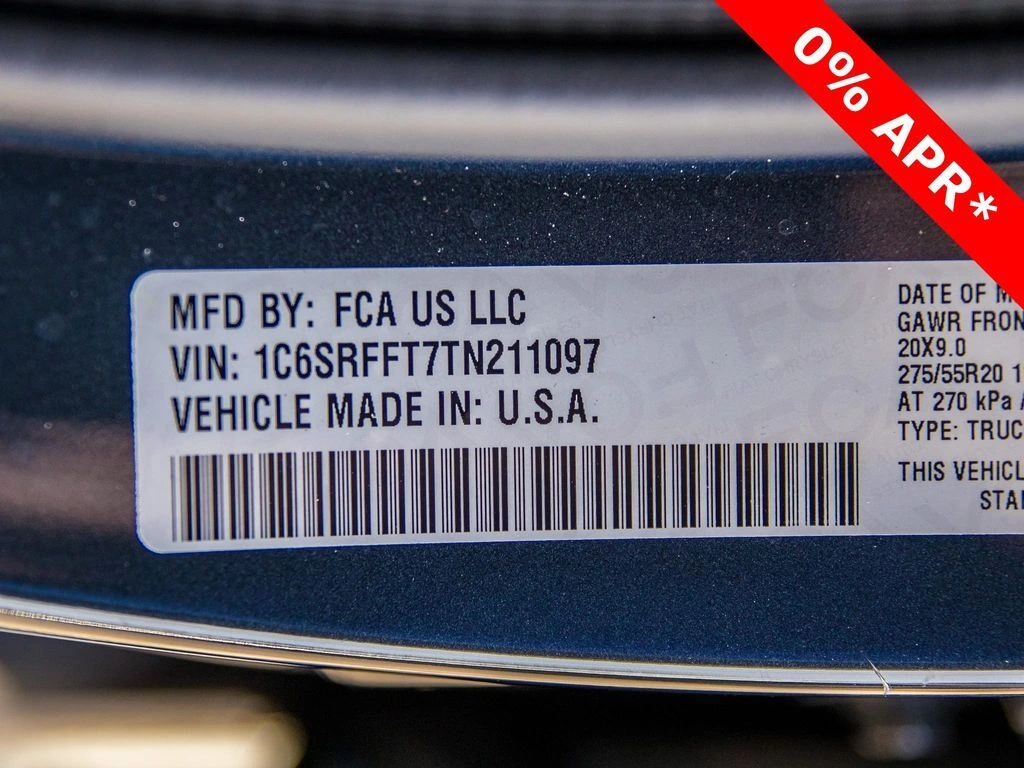 0% APR*
MFD BY: FCA US LLC
VIN: 1C6SRFFT7TN211097
VEHICLE MADE IN: U.S.A.
DATE OF
GAWR FRON
20X9.0
275/55R20
AT 270 kPa
TYPE: TRUC
THIS VEHICL
STA